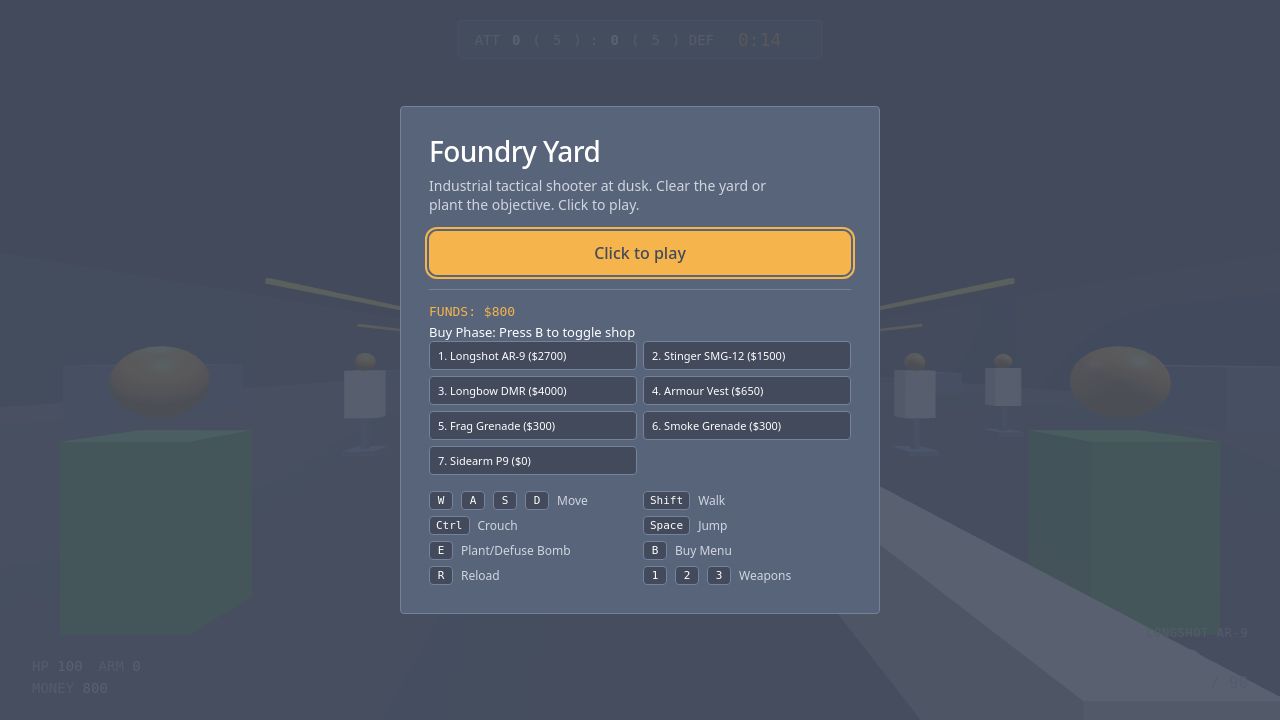 ATT 0 ( 5 ) : 0 ( 5 ) DEF 0:14
Foundry Yard
Industrial tactical shooter at dusk. Clear the yard or
plant the objective. Click to play.
Click to play
FUNDS: $800
Buy Phase: Press B to toggle shop
1. Longshot AR-9 ($2700)
2. Stinger SMG-12 ($1500)
3. Longbow DMR ($4000)
4. Armour Vest ($650)
5. Frag Grenade ($300)
6. Smoke Grenade ($300)
7. Sidearm P9 ($0)
W A S D Move
Shift Walk
Ctrl Crouch
Space Jump
E Plant/Defuse Bomb
B Buy Menu
R Reload
1 2 3 Weapons
LONGSHOT AR-9
HP 100 ARM 0
MONEY 800